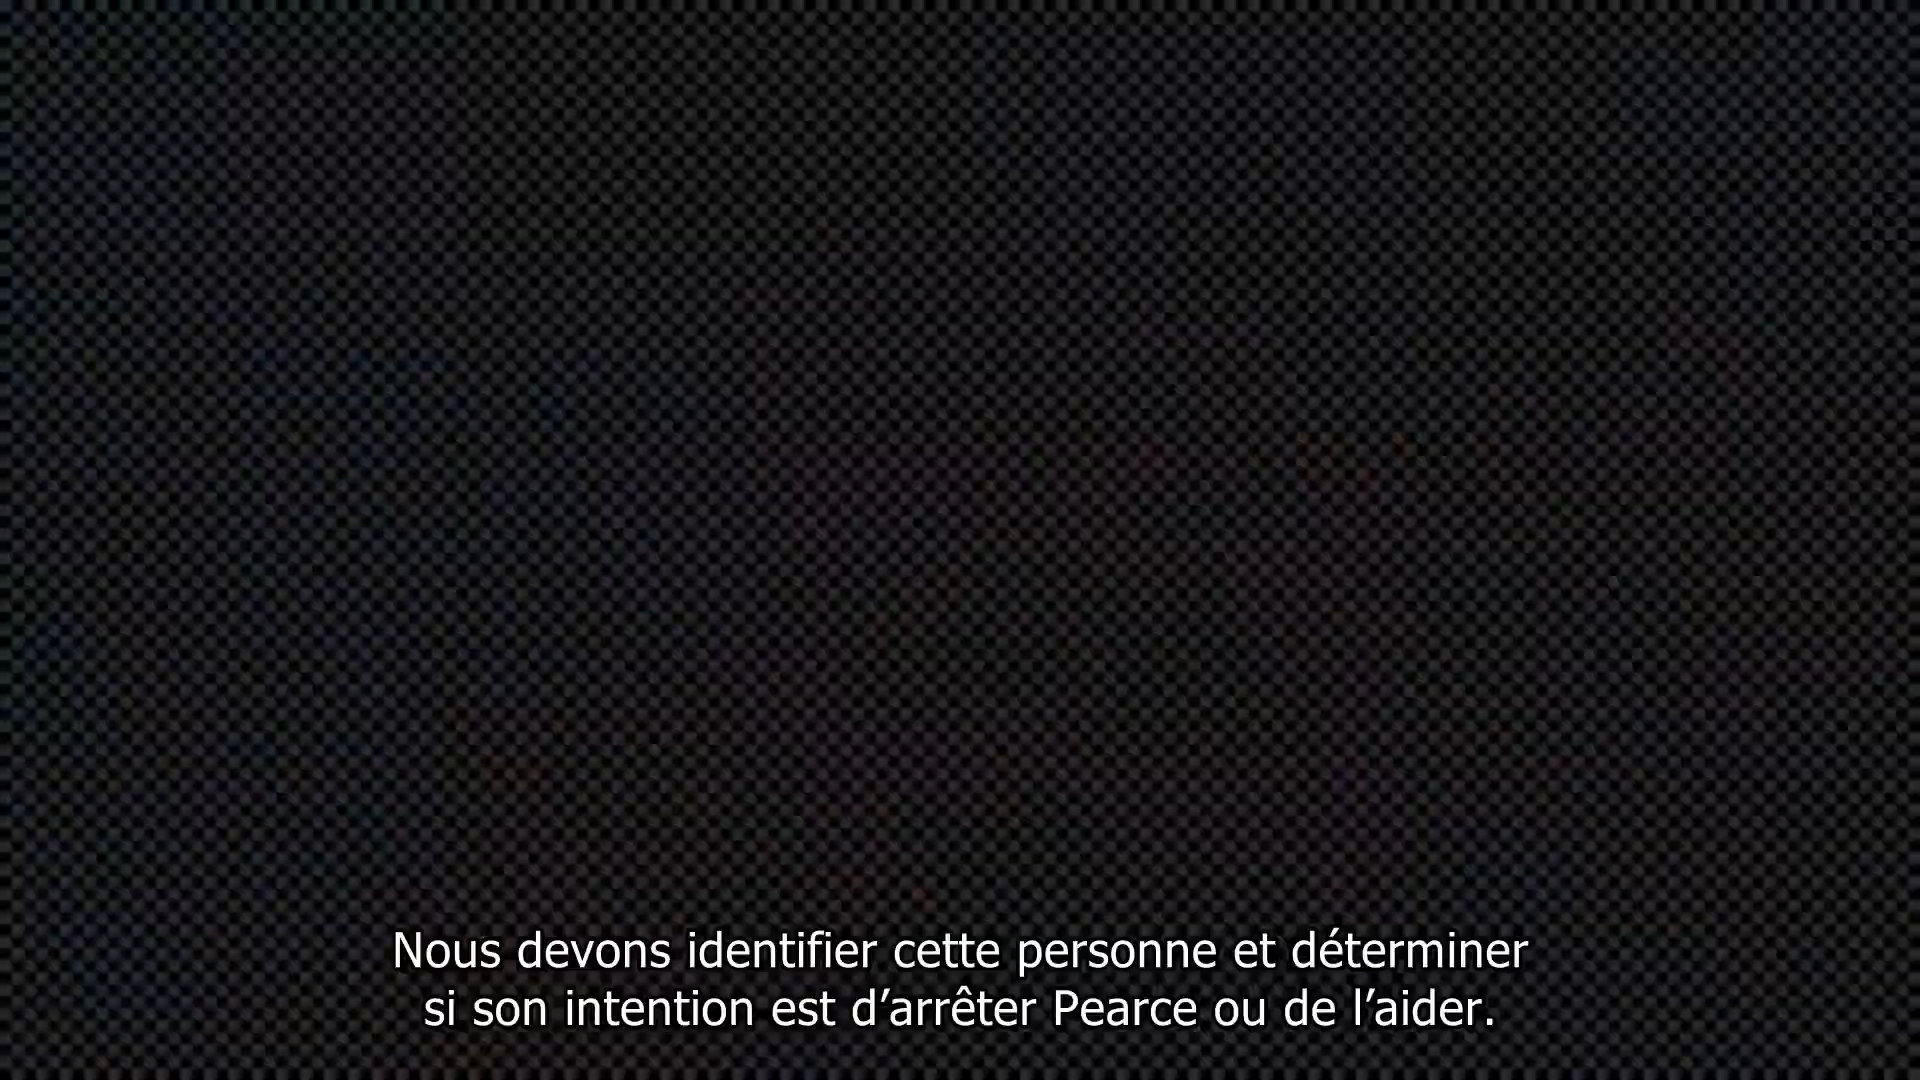 Nous devons identifier cette personne et déterminer
si son intention est d’arrêter Pearce ou de l’aider.